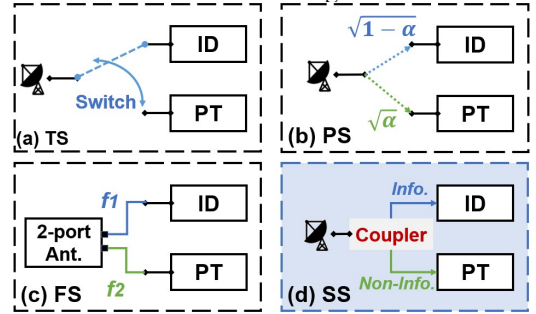 ID
Switch
PT
(a) TS
√1 − α
ID
√α
PT
(b) PS
f1
ID
2-port
Ant.
f2
PT
(c) FS
Info.
ID
Coupler
Non-Info.
PT
(d) SS